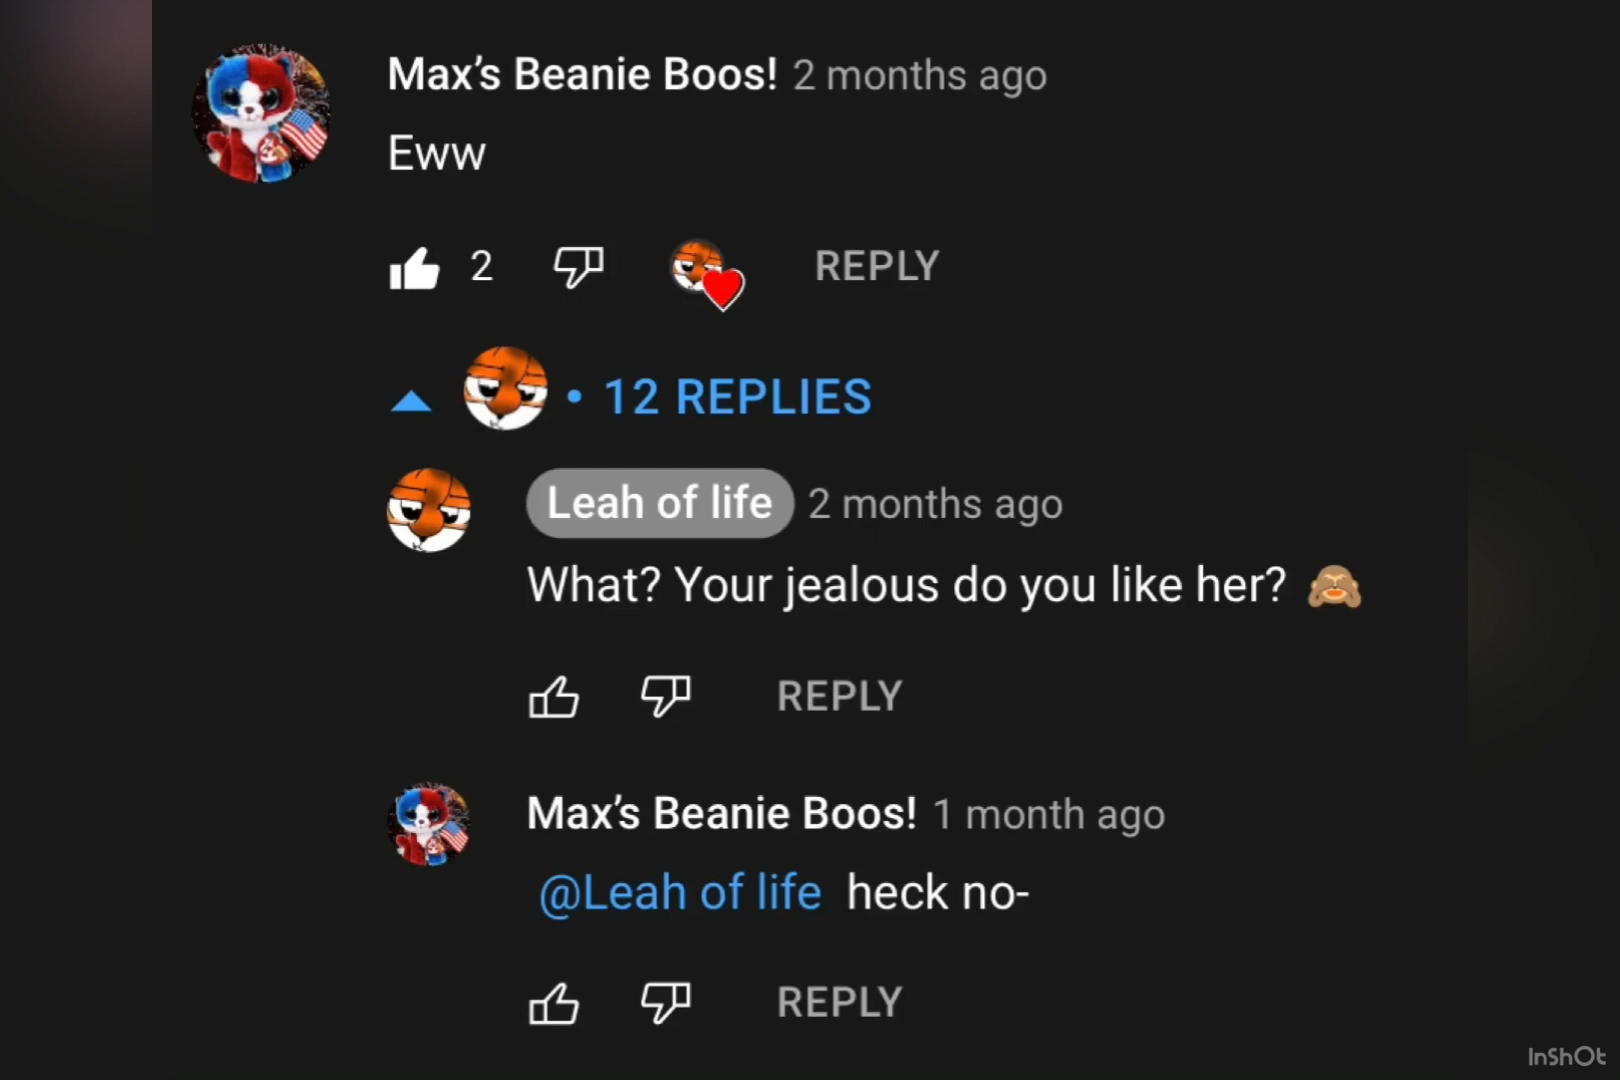 Max's Beanie Boos! 2 months ago
Eww
2 REPLY
• 12 REPLIES
Leah of life 2 months ago
What? Your jealous do you like her? 🙈
REPLY
Max's Beanie Boos! 1 month ago
@Leah of life heck no-
REPLY
InShOt